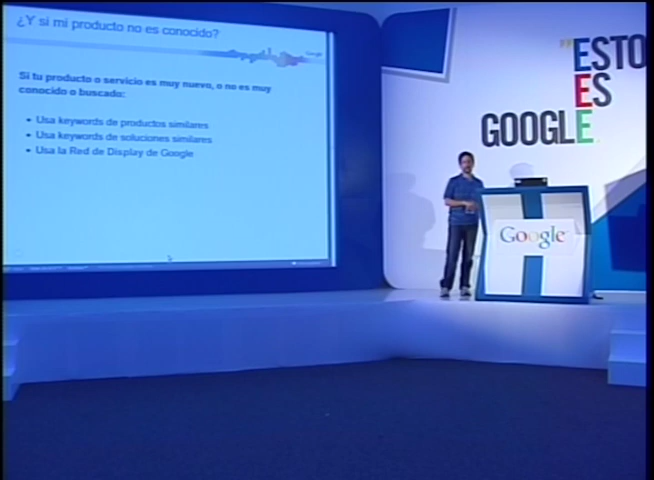 ¿Y si mi producto no es conocido?
Google
Si tu producto o servicio es muy nuevo, o no es muy
conocido o buscado:
• Usa keywords de productos similares
• Usa keywords de soluciones similares
• Usa la Red de Display de Google
"ESTO
ES
GOOGLE
Google